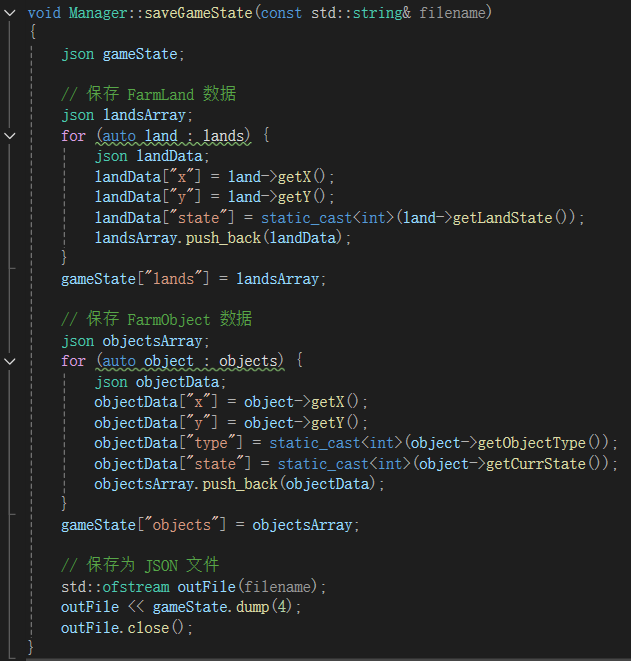 void Manager::saveGameState(const std::string& filename)
{
    json gameState;

    // 保存 FarmLand 数据
    json landsArray;
    for (auto land : lands) {
        json landData;
        landData["x"] = land->getX();
        landData["y"] = land->getY();
        landData["state"] = static_cast<int>(land->getLandState());
        landsArray.push_back(landData);
    }
    gameState["lands"] = landsArray;

    // 保存 FarmObject 数据
    json objectsArray;
    for (auto object : objects) {
        json objectData;
        objectData["x"] = object->getX();
        objectData["y"] = object->getY();
        objectData["type"] = static_cast<int>(object->getObjectType());
        objectData["state"] = static_cast<int>(object->getCurrState());
        objectsArray.push_back(objectData);
    }
    gameState["objects"] = objectsArray;

    // 保存为 JSON 文件
    std::ofstream outFile(filename);
    outFile << gameState.dump(4);
    outFile.close();
}